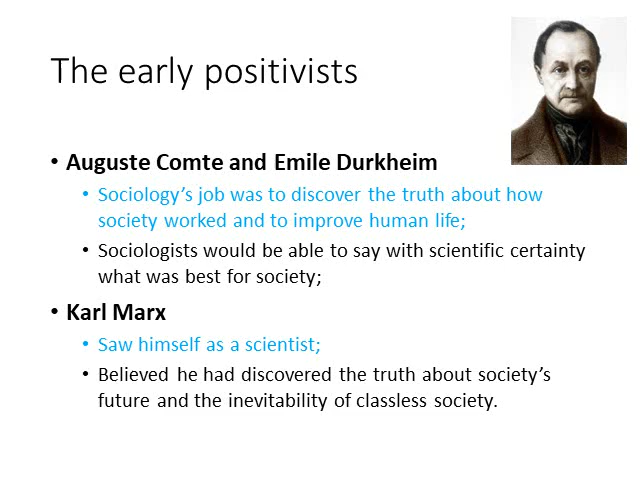 The early positivists
• Auguste Comte and Emile Durkheim
• Sociology’s job was to discover the truth about how
society worked and to improve human life;
• Sociologists would be able to say with scientific certainty
what was best for society;
• Karl Marx
• Saw himself as a scientist;
• Believed he had discovered the truth about society’s
future and the inevitability of classless society.